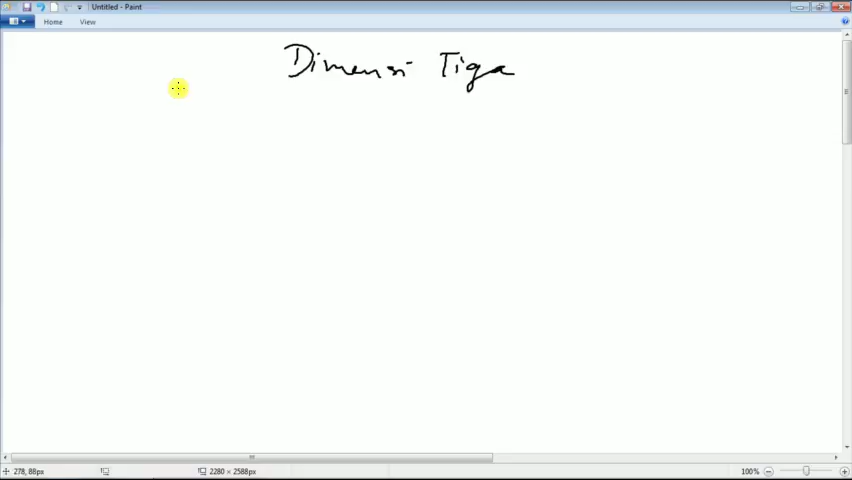 Untitled - Paint
Home View
Dimensi Tiga
278, 88px 2280 × 2588px 100%